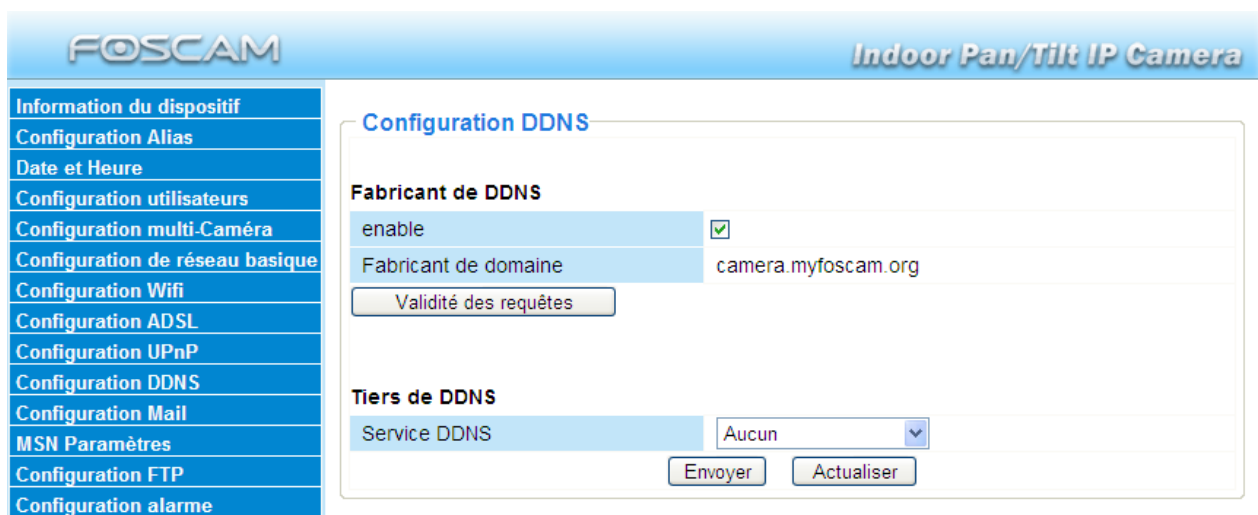 FOSCAM
Indoor Pan/Tilt IP Camera
Information du dispositif
Configuration Alias
Date et Heure
Configuration utilisateurs
Configuration multi-Caméra
Configuration de réseau basique
Configuration Wifi
Configuration ADSL
Configuration UPnP
Configuration DDNS
Configuration Mail
MSN Paramètres
Configuration FTP
Configuration alarme
Configuration DDNS
Fabricant de DDNS
enable
Fabricant de domaine camera.myfoscam.org
Validité des requêtes
Tiers de DDNS
Service DDNS Aucun
Envoyer Actualiser